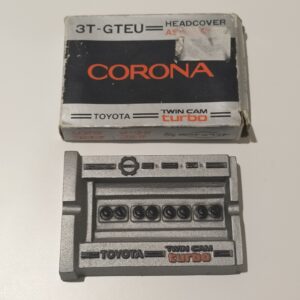 3T-GTEU HEADCOVER
CORONA
TOYOTA TWIN CAM
turbo
TOYOTA TWIN CAM
turbo